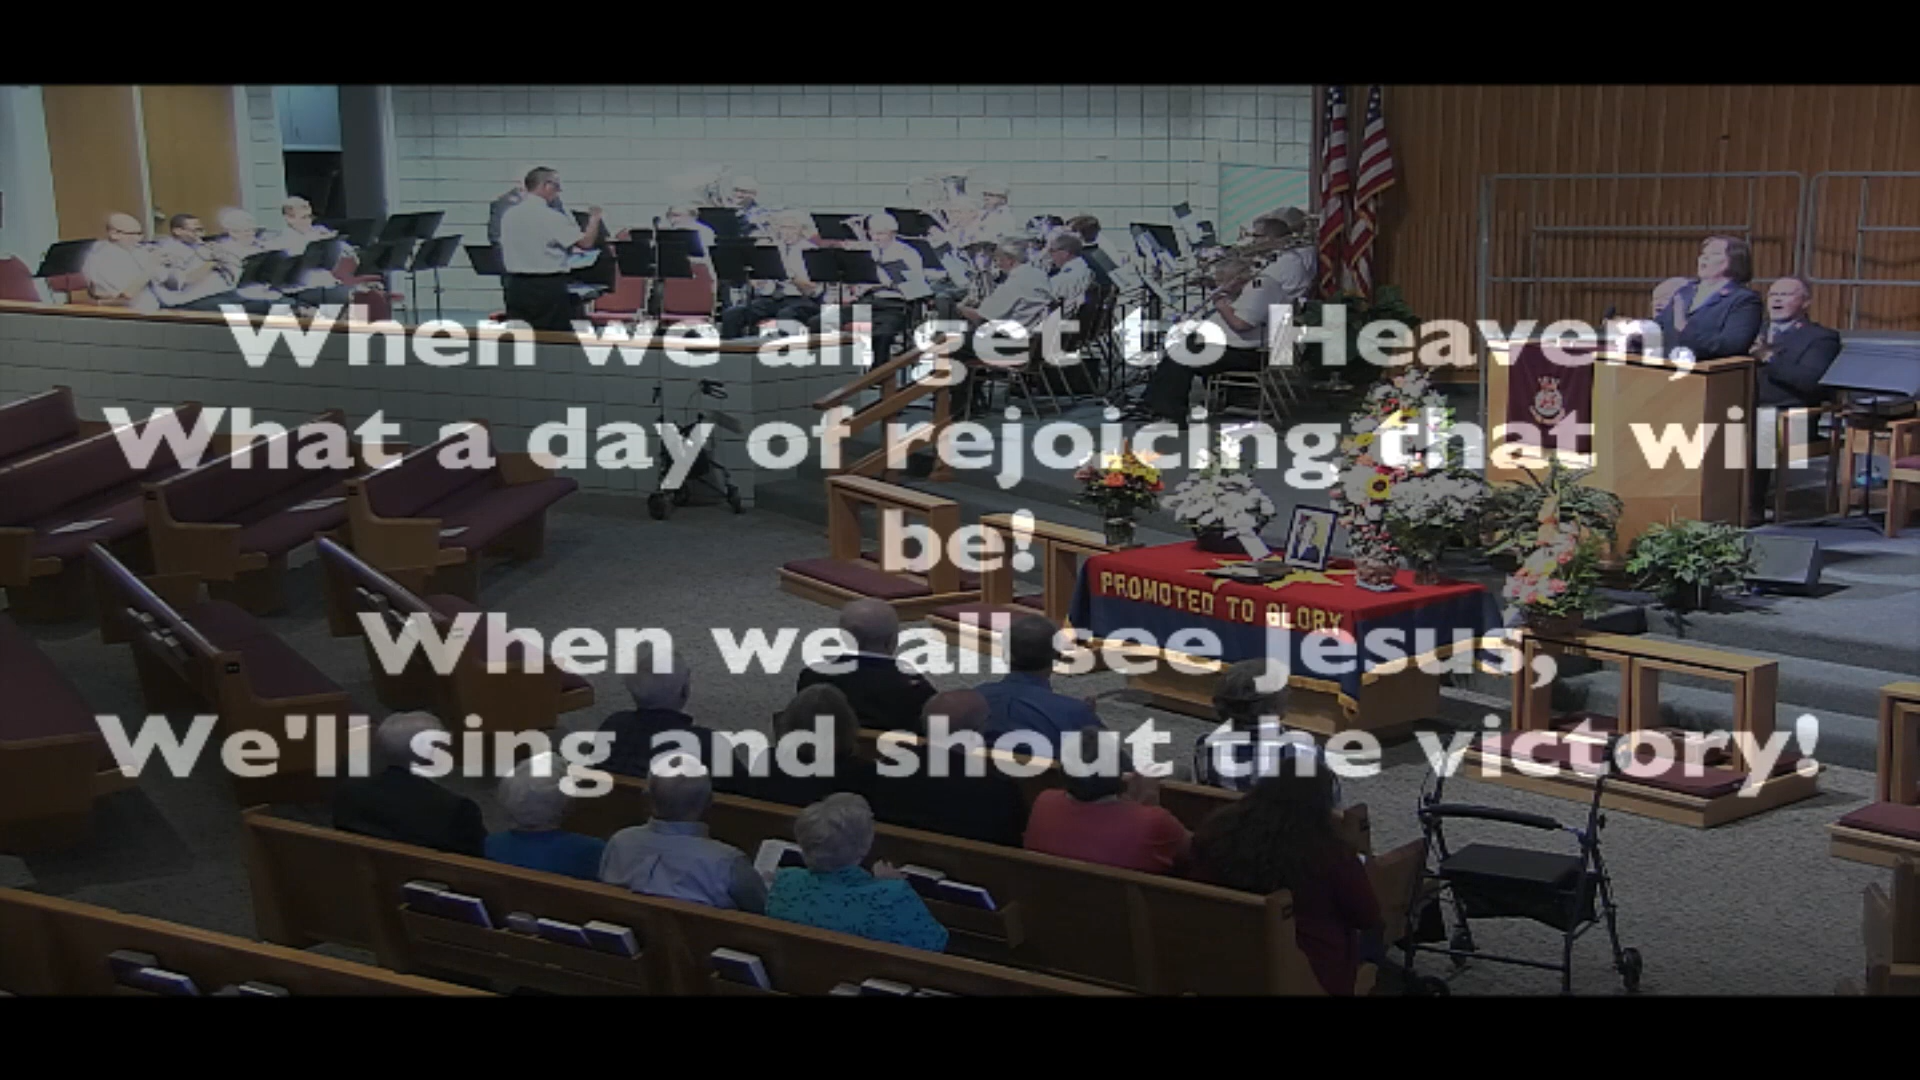 When we all get to Heaven,
What a day of rejoicing that will
be!
PROMOTED TO GLORY
When we all see Jesus,
We'll sing and shout the victory!